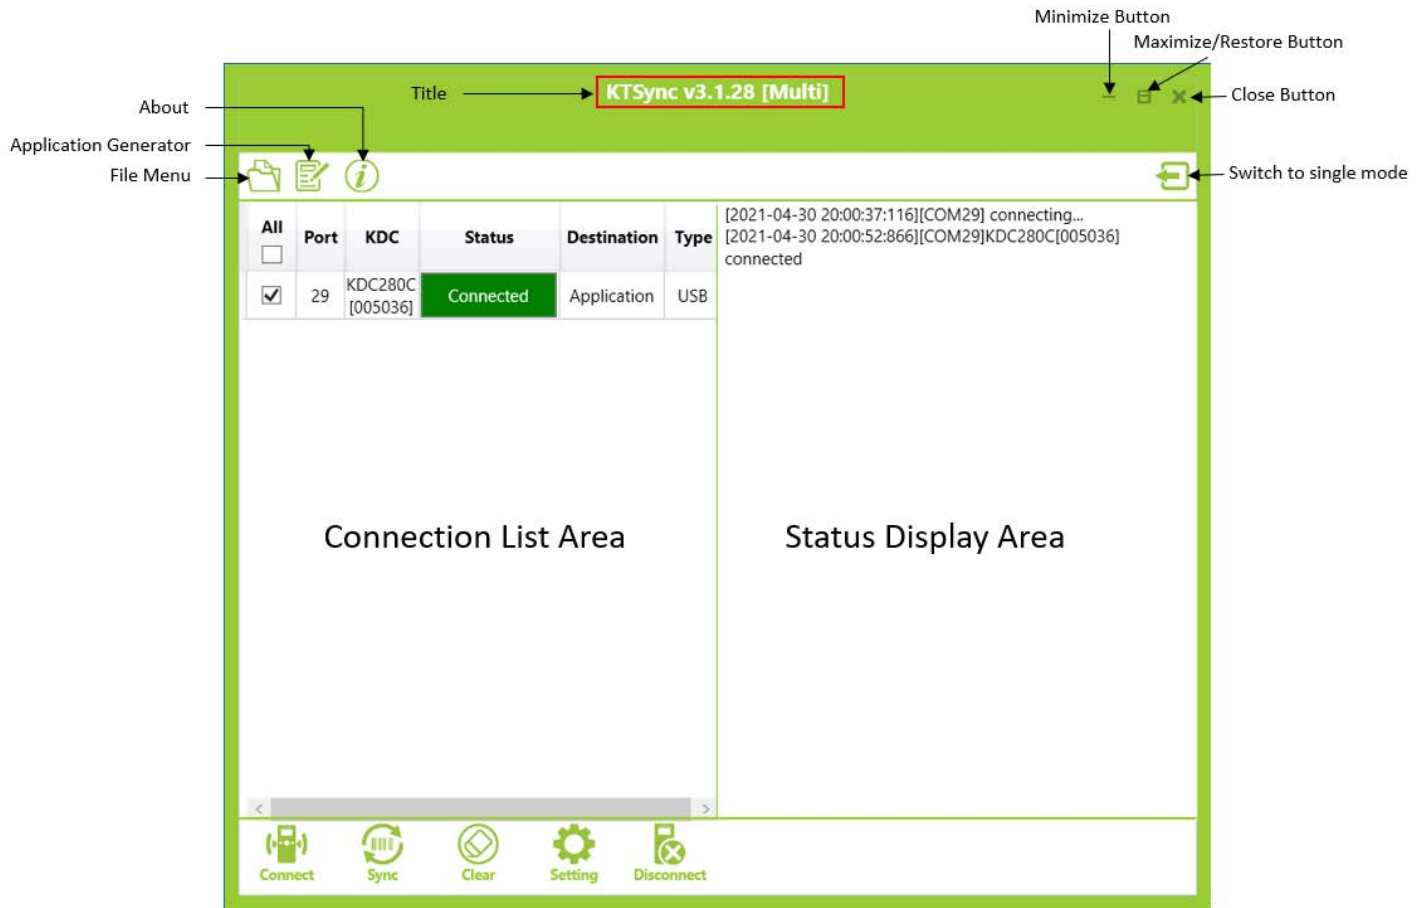 Minimize Button
Maximize/Restore Button
Title
KTSync v3.1.28 [Multi]
Close Button
About
Application Generator
File Menu
Switch to single mode
All Port KDC Status Destination Type
29 KDC280C Connected Application USB
[005036]
[2021-04-30 20:00:37:116][COM29] connecting...
[2021-04-30 20:00:52:866][COM29]KDC280C[005036]
connected
Connection List Area
Status Display Area
Connect Sync Clear Setting Disconnect